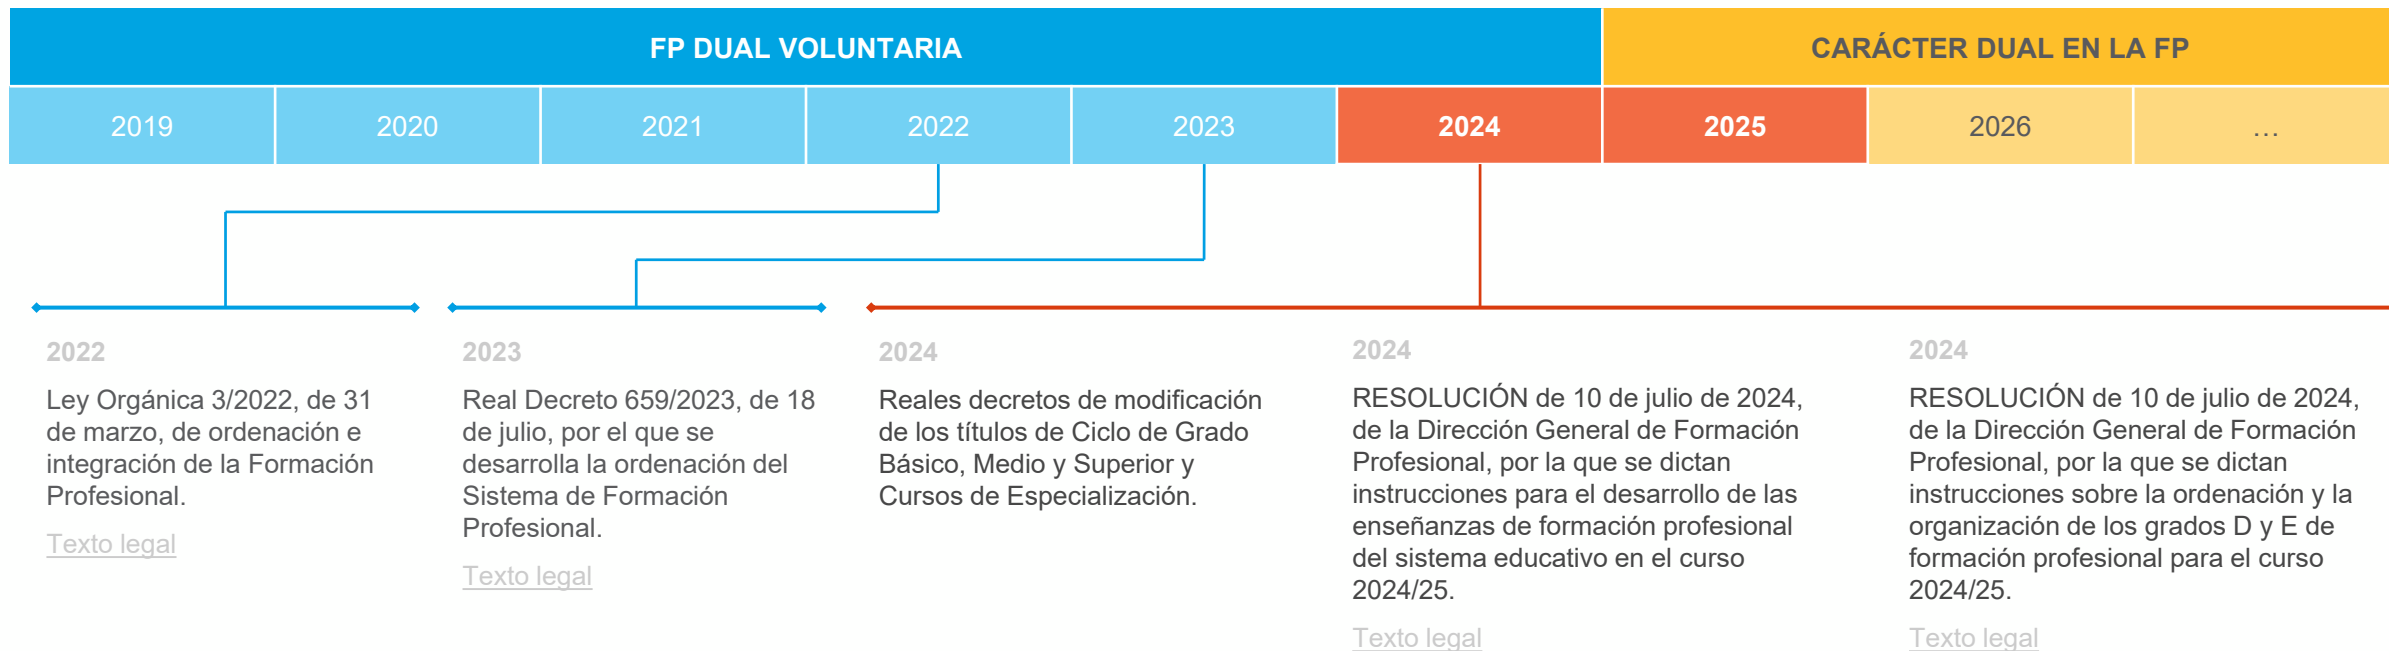 FP DUAL VOLUNTARIA
CARÁCTER DUAL EN LA FP
2019
2020
2021
2022
2023
2024
2025
2026
…
2022
Ley Orgánica 3/2022, de 31
de marzo, de ordenación e
integración de la Formación
Profesional.
Texto legal
2023
Real Decreto 659/2023, de 18
de julio, por el que se
desarrolla la ordenación del
Sistema de Formación
Profesional.
Texto legal
2024
Reales decretos de modificación
de los títulos de Ciclo de Grado
Básico, Medio y Superior y
Cursos de Especialización.
2024
RESOLUCIÓN de 10 de julio de 2024,
de la Dirección General de Formación
Profesional, por la que se dictan
instrucciones para el desarrollo de las
enseñanzas de formación profesional
del sistema educativo en el curso
2024/25.
Texto legal
2024
RESOLUCIÓN de 10 de julio de 2024,
de la Dirección General de Formación
Profesional, por la que se dictan
instrucciones sobre la ordenación y la
organización de los grados D y E de
formación profesional para el curso
2024/25.
Texto legal